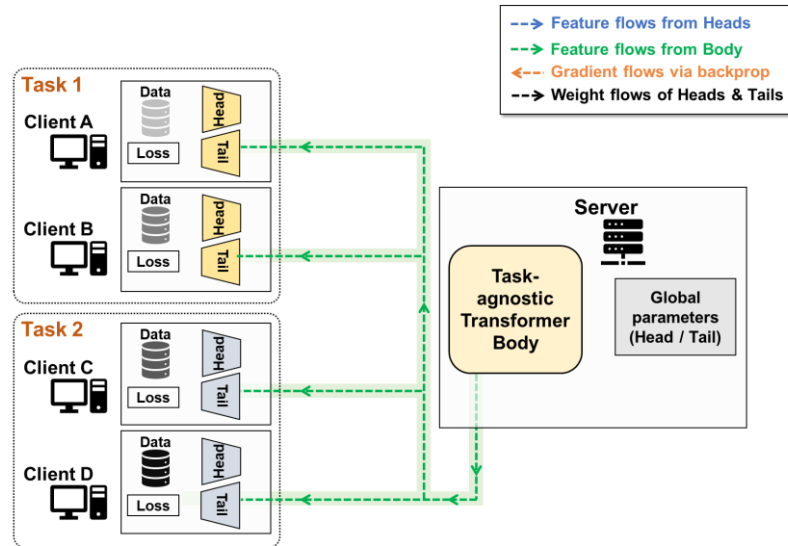 Feature flows from Heads
Feature flows from Body
Gradient flows via backprop
Weight flows of Heads & Tails
Task 1
Client A
Data
Loss
Head
Tail
Client B
Data
Loss
Head
Tail
Task 2
Client C
Data
Loss
Head
Tail
Client D
Data
Loss
Head
Tail
Server
Task-
agnostic
Transformer
Body
Global
parameters
(Head / Tail)